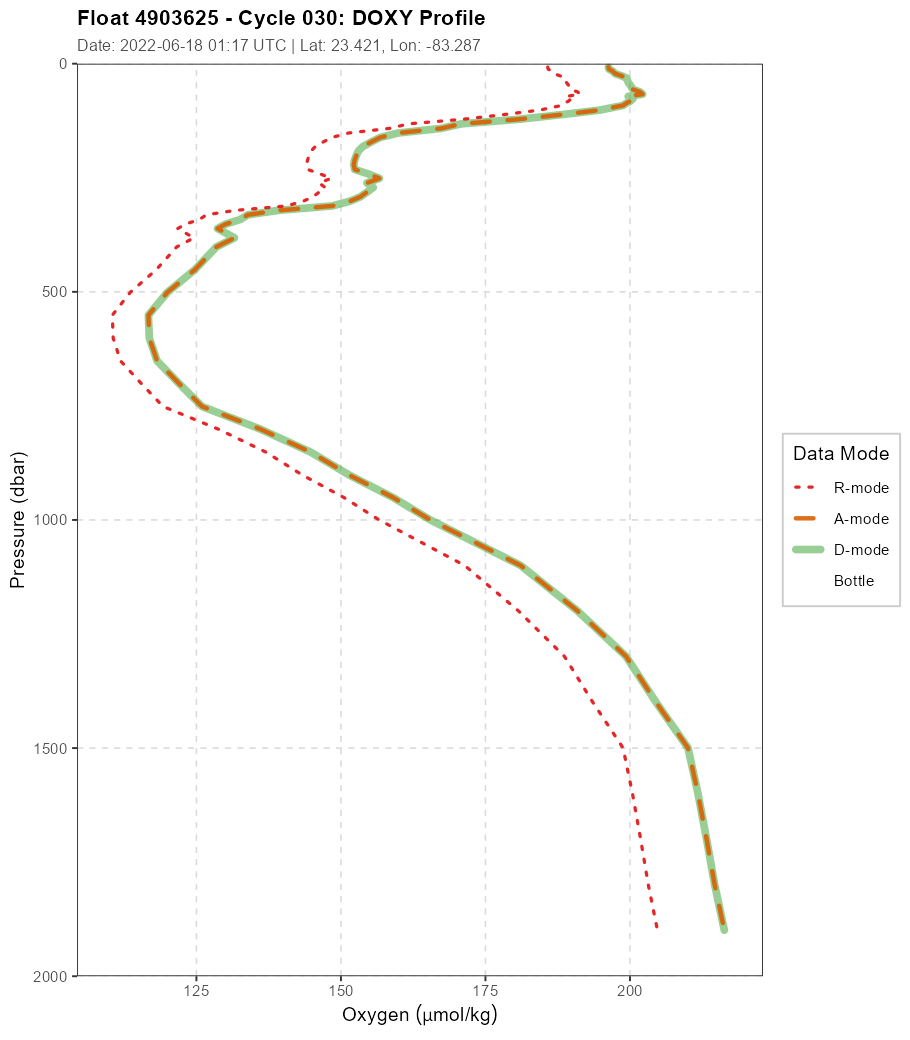 Float 4903625 - Cycle 030: DOXY Profile
Date: 2022-06-18 01:17 UTC | Lat: 23.421, Lon: -83.287
0
500
1000
1500
2000
Pressure (dbar)
125
150
175
200
Oxygen (μmol/kg)
Data Mode
R-mode
A-mode
D-mode
Bottle